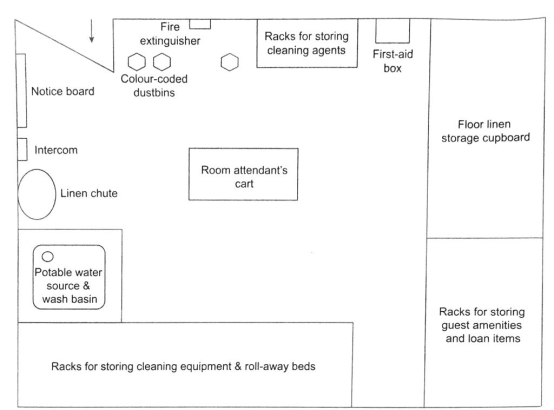 Fire
extinguisher
Racks for storing
cleaning agents
First-aid
box
Colour-coded
dustbins
Notice board
Floor linen
storage cupboard
Intercom
Room attendant's
cart
Linen chute
Potable water
source &
wash basin
Racks for storing
guest amenities
and loan items
Racks for storing cleaning equipment & roll-away beds